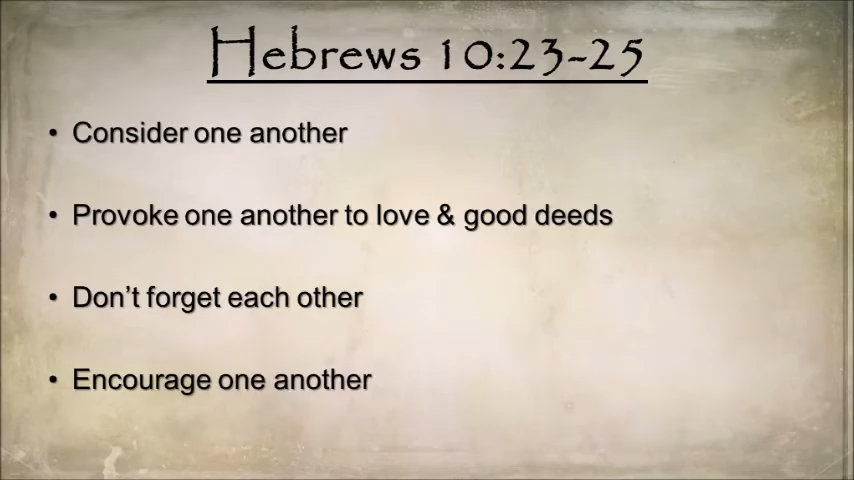 Hebrews 10:23-25
• Consider one another
• Provoke one another to love & good deeds
• Don’t forget each other
• Encourage one another